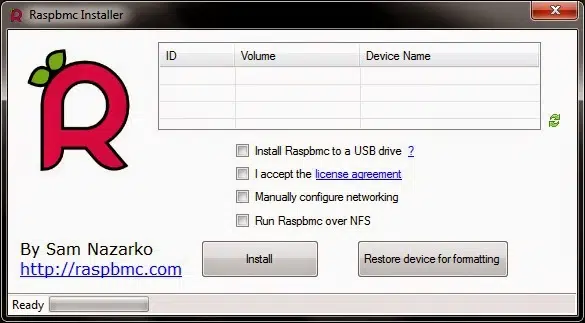 Raspbmc Installer
ID Volume Device Name
Install Raspbmc to a USB drive ?
I accept the license agreement
Manually configure networking
Run Raspbmc over NFS
By Sam Nazarko
http://raspbmc.com
Install
Restore device for formatting
Ready